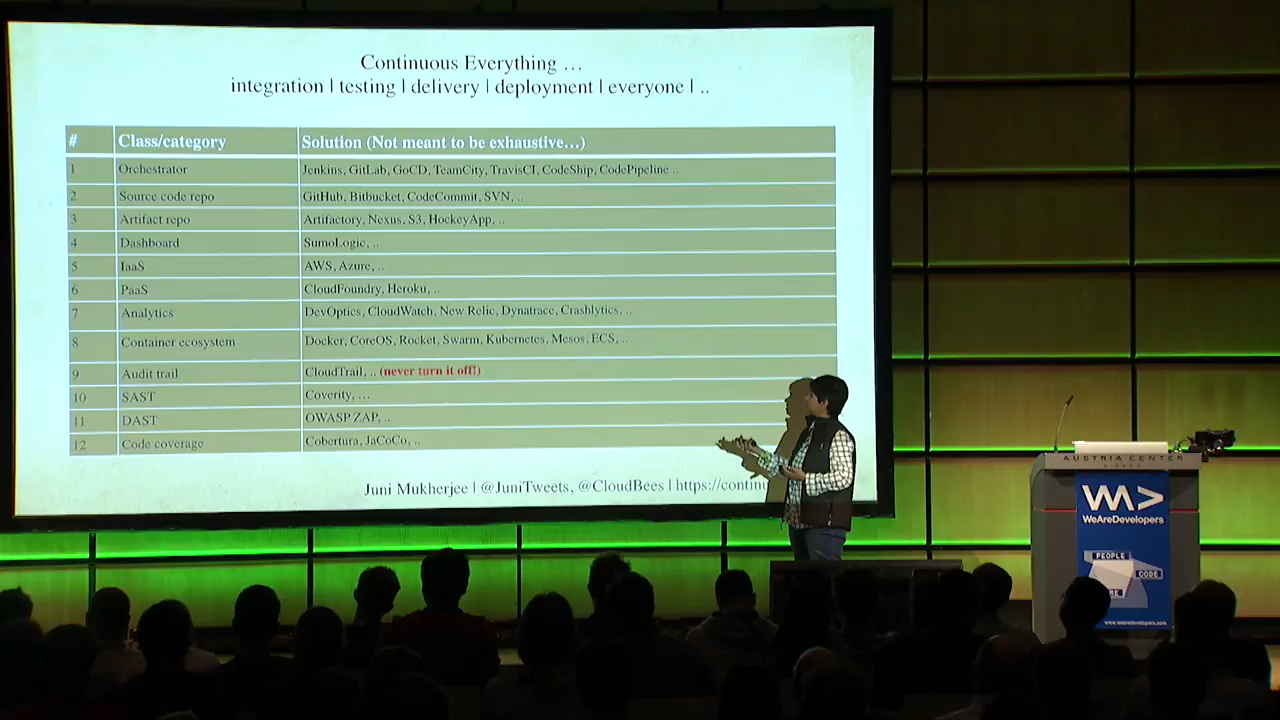 Continuous Everything …
integration | testing | delivery | deployment | everyone | ..
# Class/category Solution (Not meant to be exhaustive…)
1 Orchestrator Jenkins, GitLab, GoCD, TeamCity, TravisCI, CodeShip, CodePipeline ..
2 Source code repo GitHub, Bitbucket, CodeCommit, SVN, ..
3 Artifact repo Artifactory, Nexus, S3, HockeyApp, ..
4 Dashboard SumoLogic, ..
5 IaaS AWS, Azure, ..
6 PaaS CloudFoundry, Heroku, ..
7 Analytics DevOptics, CloudWatch, New Relic, Dynatrace, Crashlytics, ..
8 Container ecosystem Docker, CoreOS, Rocket, Swarm, Kubernetes, Mesos, ECS, ..
9 Audit trail CloudTrail, .. (never turn it off!)
10 SAST Coverity, …
11 DAST OWASP ZAP, ..
12 Code coverage Cobertura, JaCoCo, ..
Juni Mukherjee | @JuniTweets, @CloudBees | https://continu
AUSTRIA CENTER
WeAreDevelopers
PEOPLE
CODE
www.wearedevelopers.com